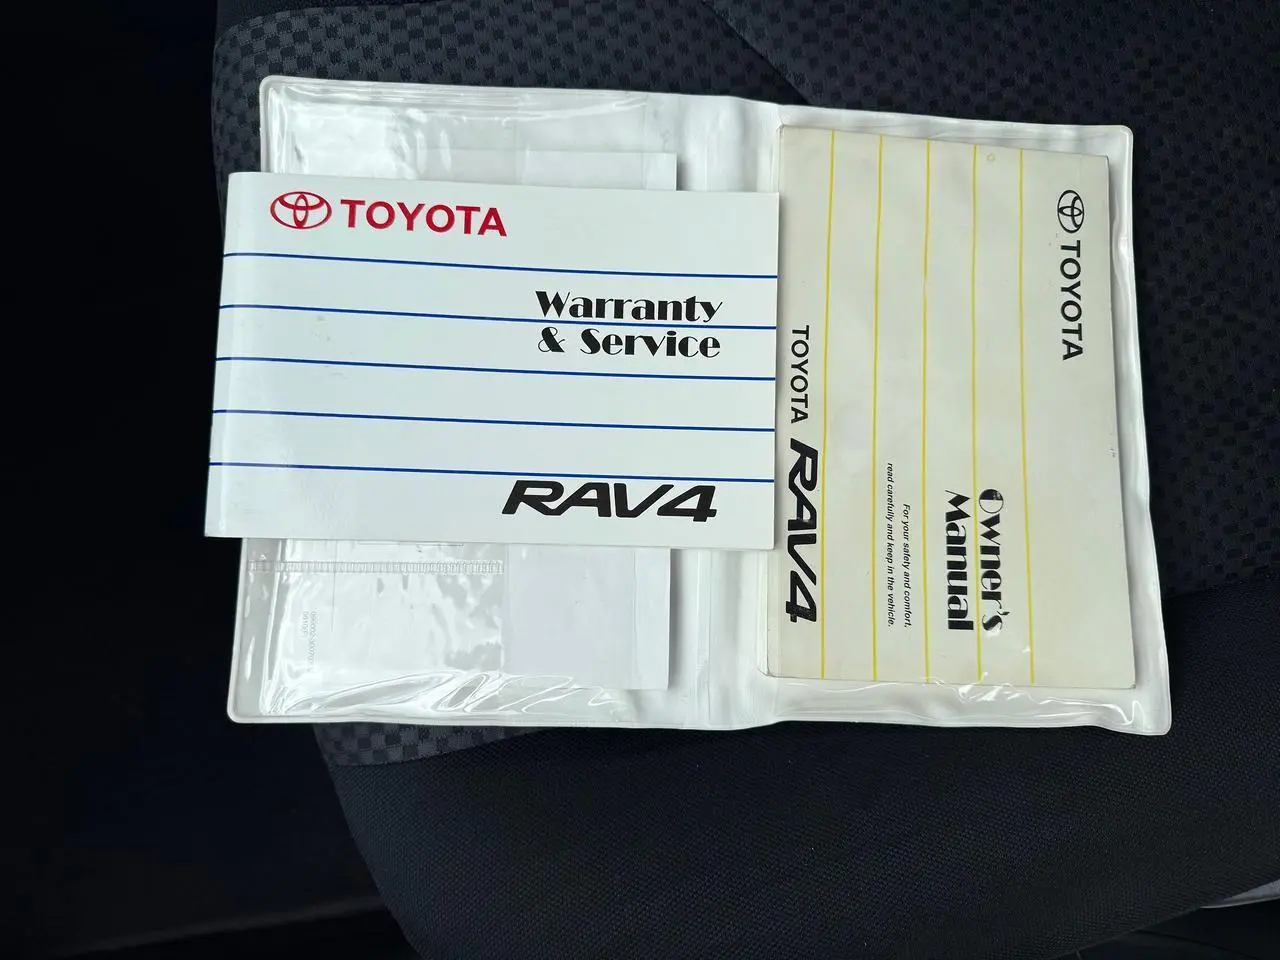 TOYOTA
Warranty
& Service
RAV4
TOYOTA
Owner's
Manual
For your safety and comfort,
read carefully and keep in the vehicle.
TOYOTA RAV4